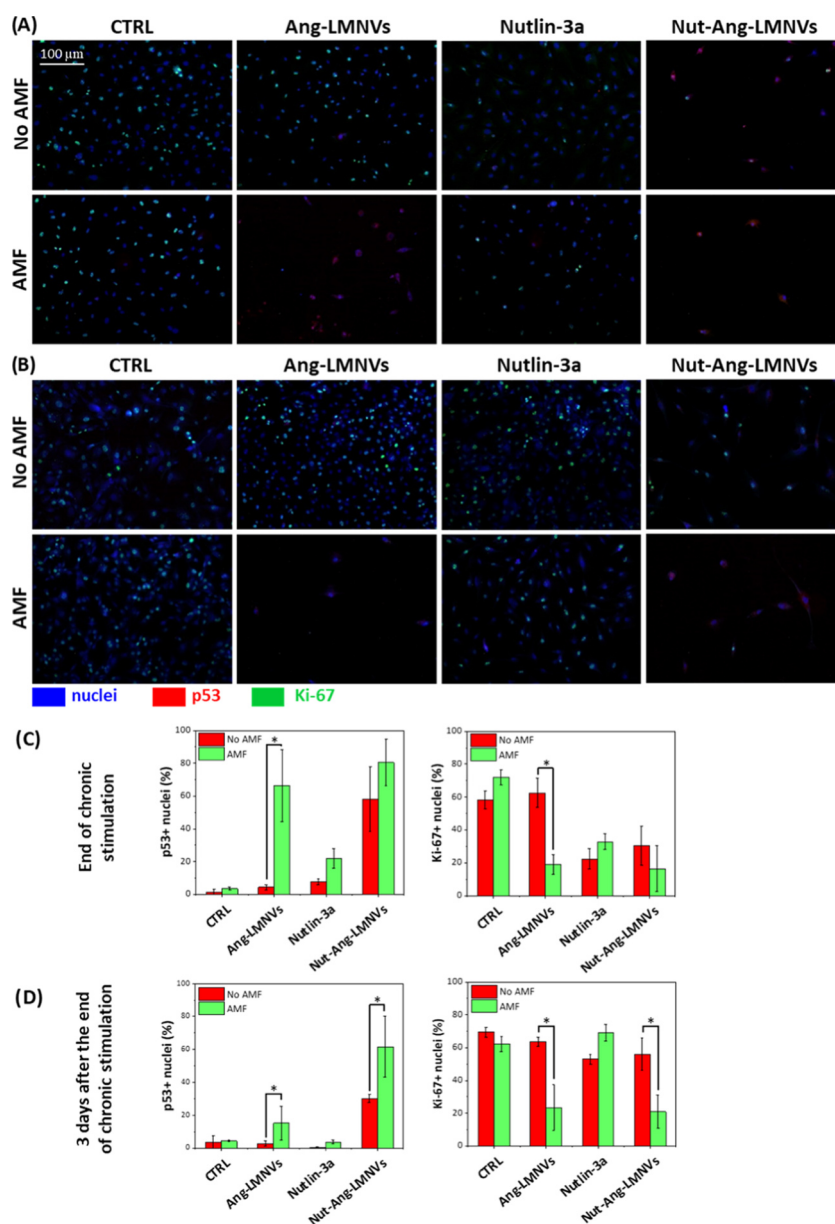 (A)
CTRL
Ang-LMNVs
Nutlin-3a
Nut-Ang-LMNVs
100 µm
No AMF
AMF
(B)
CTRL
Ang-LMNVs
Nutlin-3a
Nut-Ang-LMNVs
No AMF
AMF
nuclei
p53
Ki-67
(C)
End of chronic
stimulation
p53+ nuclei (%)
100
80
60
40
20
0
No AMF
AMF
*
CTRL
Ang-LMNVs
Nutlin-3a
Nut-Ang-LMNVs
Ki-67+ nuclei (%)
100
80
60
40
20
0
No AMF
AMF
*
CTRL
Ang-LMNVs
Nutlin-3a
Nut-Ang-LMNVs
(D)
3 days after the end
of chronic stimulation
p53+ nuclei (%)
100
80
60
40
20
0
No AMF
AMF
*
*
CTRL
Ang-LMNVs
Nutlin-3a
Nut-Ang-LMNVs
Ki-67+ nuclei (%)
100
80
60
40
20
0
No AMF
AMF
*
*
CTRL
Ang-LMNVs
Nutlin-3a
Nut-Ang-LMNVs